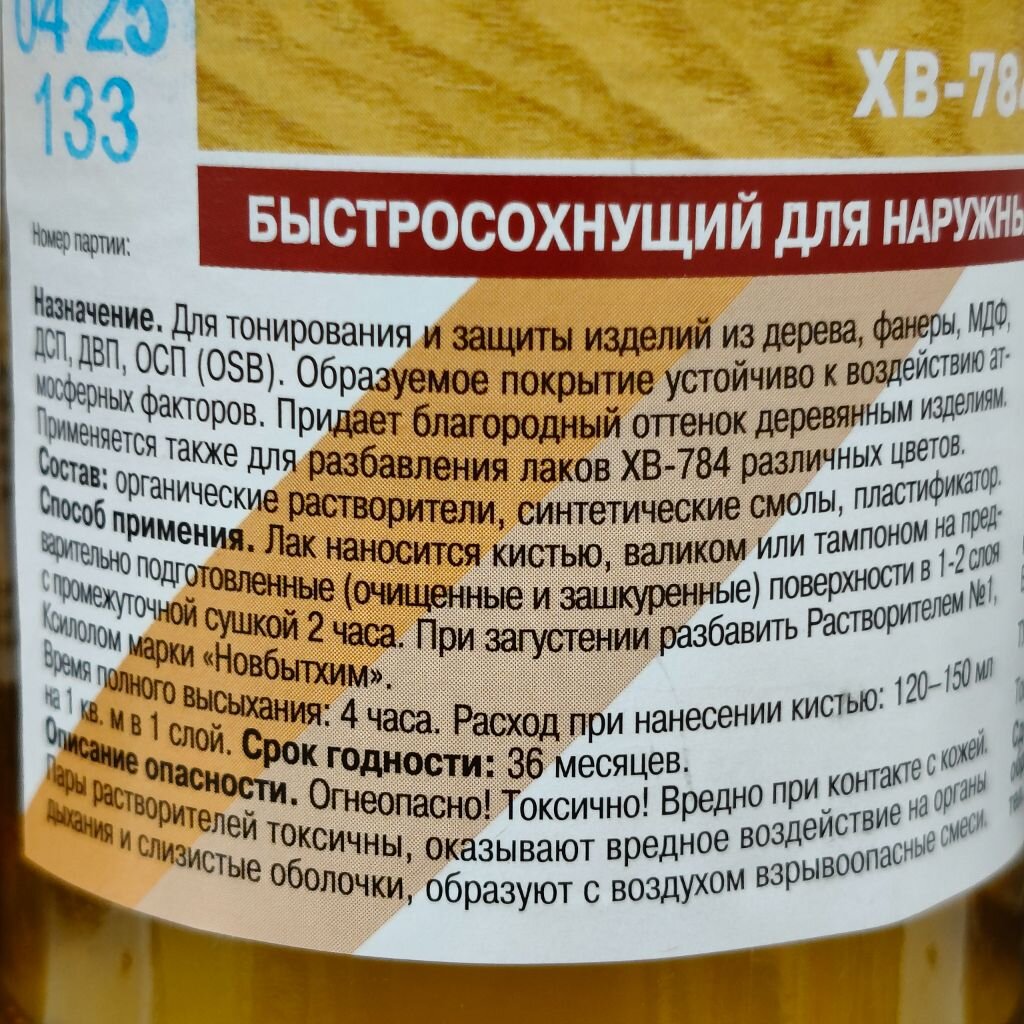 04 25
133
ХВ-784
Номер партии:
БЫСТРОСОХНУЩИЙ ДЛЯ НАРУЖНЫ
Назначение. Для тонирования и защиты изделий из дерева, фанеры, МДФ,
ДСП, ДВП, ОСП (OSB). Образуемое покрытие устойчиво к воздействию ат-
мосферных факторов. Придает благородный оттенок деревянным изделиям.
Применяется также для разбавления лаков ХВ-784 различных цветов.
Состав: органические растворители, синтетические смолы, пластификатор.
Способ примения. Лак наносится кистью, валиком или тампоном на пред-
варительно подготовленные (очищенные и зашкуренные) поверхности в 1-2 слоя
с промежуточной сушкой 2 часа. При загустении разбавить Растворителем №1,
Ксилолом марки «Новбытхим».
Время полного высыхания: 4 часа. Расход при нанесении кистью: 120–150 мл
на 1 кв. м в 1 слой. Срок годности: 36 месяцев.
Описание опасности. Огнеопасно! Токсично! Вредно при контакте с кожей.
Пары растворителей токсичны, оказывают вредное воздействие на органы
дыхания и слизистые оболочки, образуют с воздухом взрывоопасные смеси.